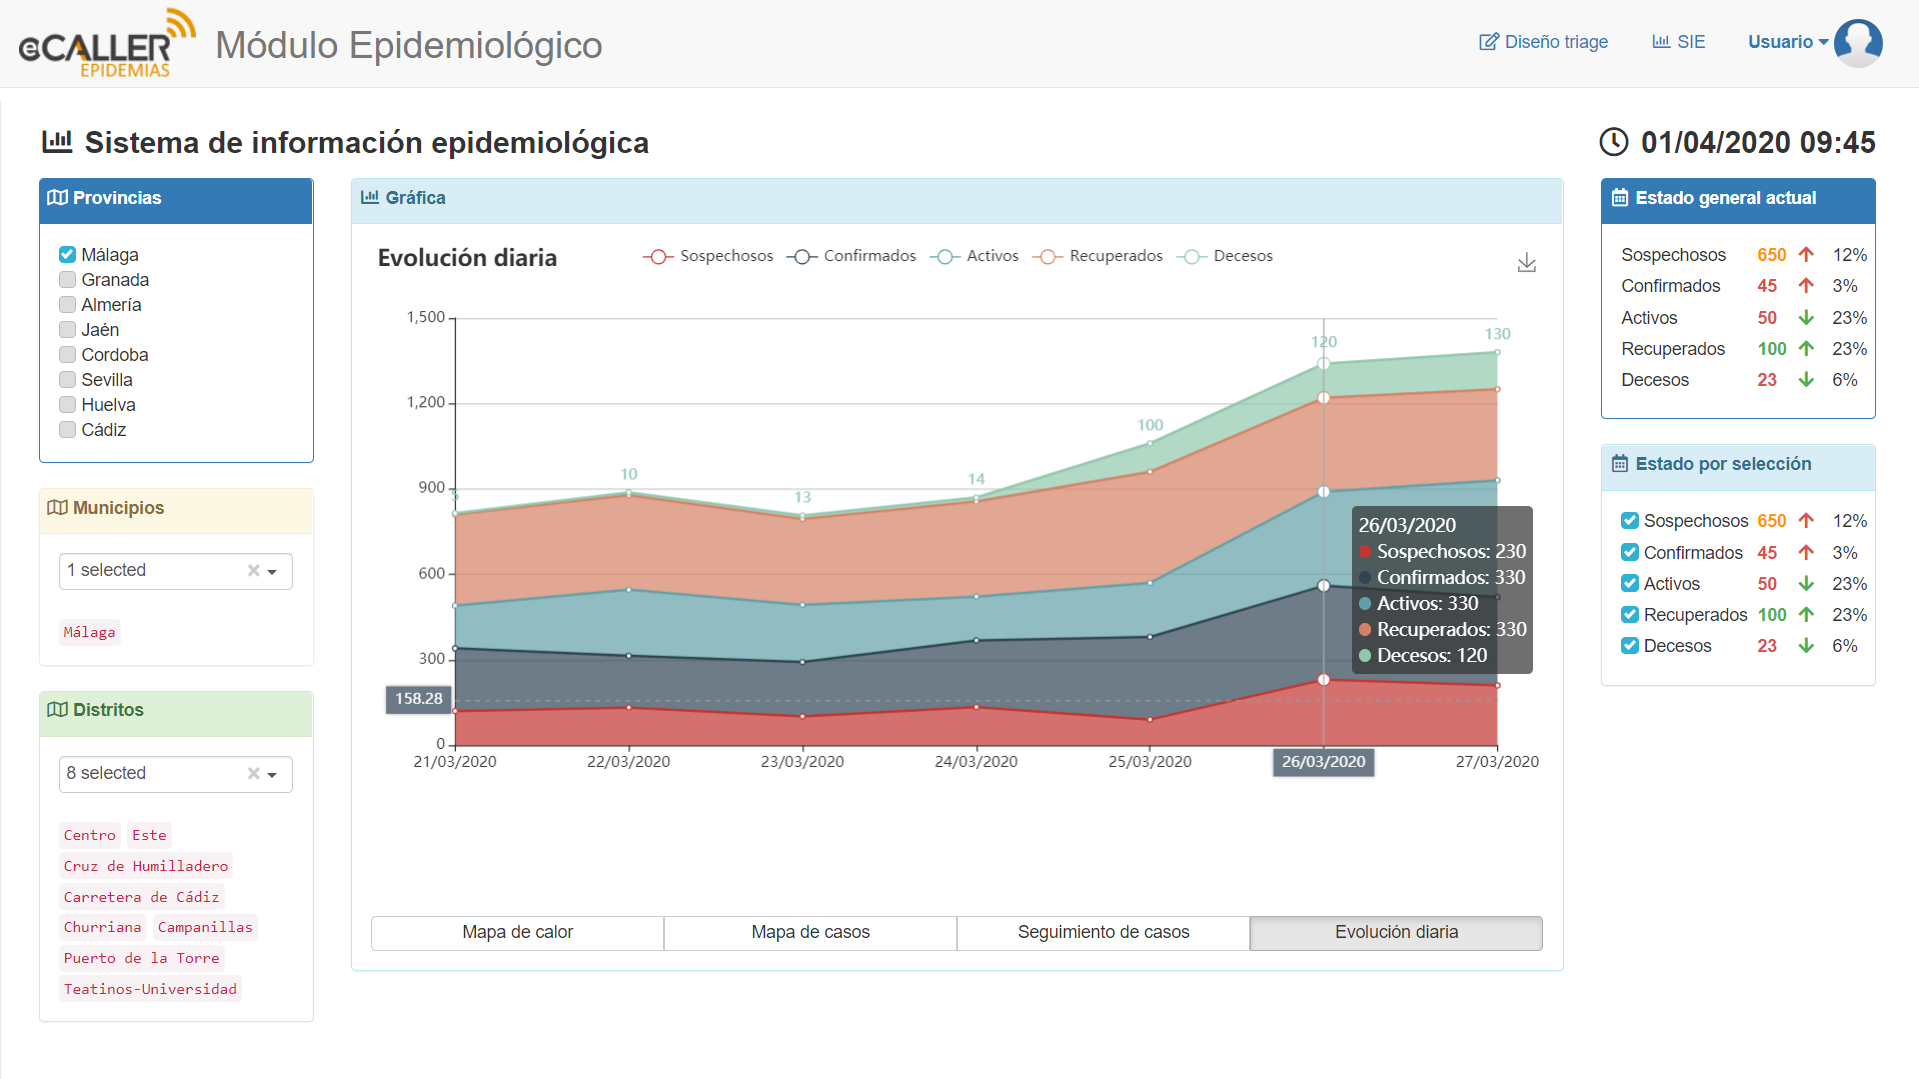 eCALLER
EPIDEMIAS
Módulo Epidemiológico
Diseño triage
SIE
Usuario
Sistema de información epidemiológica
01/04/2020 09:45
Provincias
Málaga
Granada
Almería
Jaén
Cordoba
Sevilla
Huelva
Cádiz
Municipios
1 selected
Málaga
Distritos
8 selected
Centro Este
Cruz de Humilladero
Carretera de Cádiz
Churriana Campanillas
Puerto de la Torre
Teatinos-Universidad
Gráfica
Evolución diaria
Sospechosos Confirmados Activos Recuperados Decesos
1,500
1,200
900
600
300
0
158.28
5
10
13
14
100
120
130
26/03/2020
Sospechosos: 230
Confirmados: 330
Activos: 330
Recuperados: 330
Decesos: 120
21/03/2020 22/03/2020 23/03/2020 24/03/2020 25/03/2020 26/03/2020 27/03/2020
Mapa de calor
Mapa de casos
Seguimiento de casos
Evolución diaria
Estado general actual
Sospechosos 650 12%
Confirmados 45 3%
Activos 50 23%
Recuperados 100 23%
Decesos 23 6%
Estado por selección
Sospechosos 650 12%
Confirmados 45 3%
Activos 50 23%
Recuperados 100 23%
Decesos 23 6%